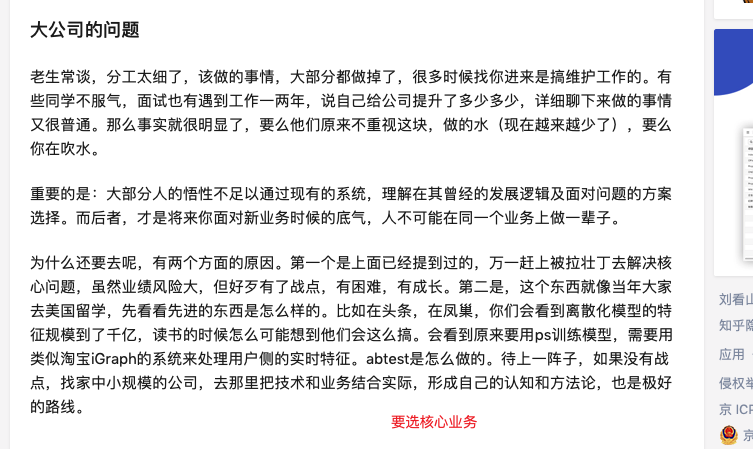 大公司的问题
老生常谈，分工太细了，该做的事情，大部分都做掉了，很多时候找你进来是搞维护工作的。有
些同学不服气，面试也有遇到工作一两年，说自己给公司提升了多少多少，详细聊下来做的事情
又很普通。那么事实就很明显了，要么他们原来不重视这块，做的水（现在越来越少了），要么
你在吹水。
重要的是：大部分人的悟性不足以通过现有的系统，理解在其曾经的发展逻辑及面对问题的方案
选择。而后者，才是将来你面对新业务时候的底气，人不可能在同一个业务上做一辈子。
为什么还要去呢，有两个方面的原因。第一个是上面已经提到过的，万一赶上被拉壮丁去解决核
心问题，虽然业绩风险大，但好歹有了战点，有困难，有成长。第二是，这个东西就像当年大家
去美国留学，先看看先进的东西是怎么样的。比如在头条，在凤巢，你们会看到离散化模型的特
征规模到了千亿，读书的时候怎么可能想到他们会这么搞。会看到原来要用ps训练模型，需要用
类似淘宝iGraph的系统来处理用户侧的实时特征。abtest是怎么做的。待上一阵子，如果没有战
点，找家中小规模的公司，去那里把技术和业务结合实际，形成自己的认知和方法论，也是极好
的路线。
要选核心业务
刘看山
应用
京 ICP
京